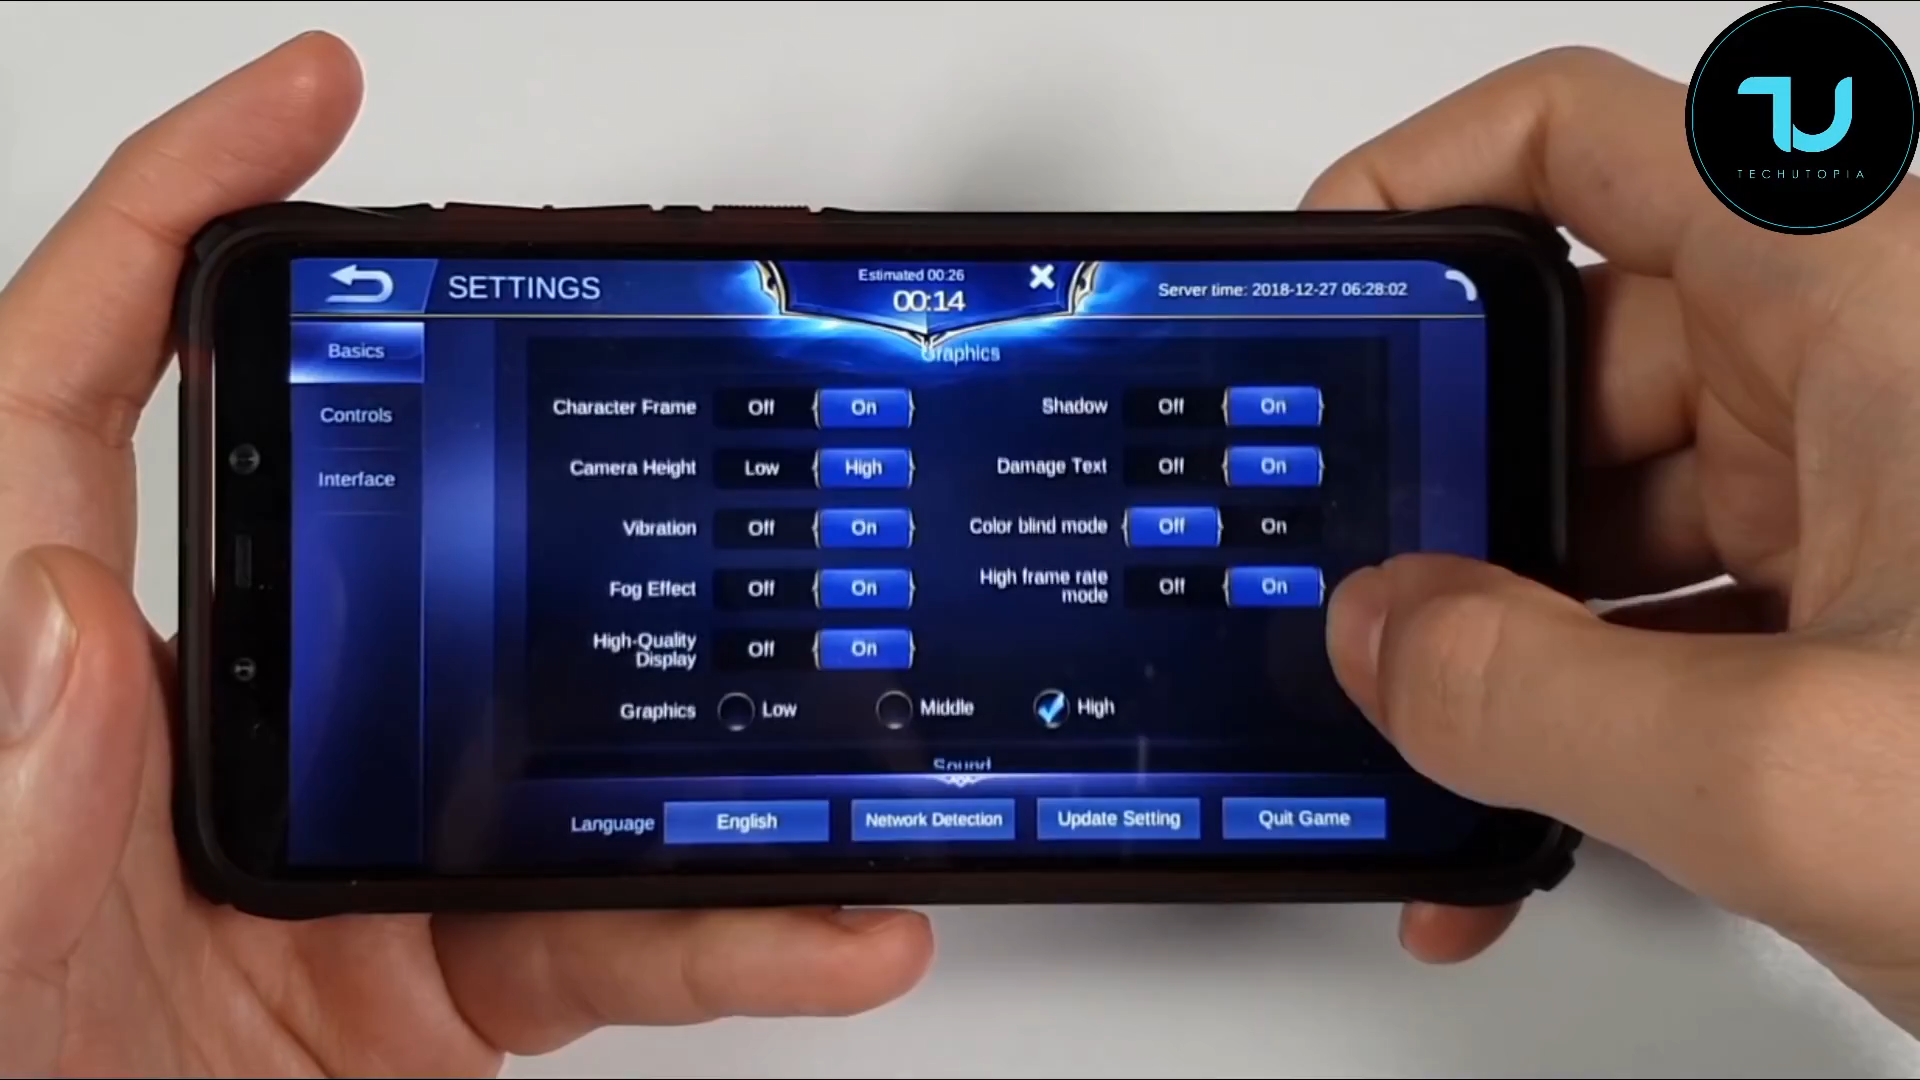 TECHUTOPIA
SETTINGS
Estimated 00:26
00:14
Server time: 2018-12-27 06:28:02
Basics
Controls
Interface
Graphics
Character Frame Off On
Shadow Off On
Camera Height Low High
Damage Text Off On
Vibration Off On
Color blind mode Off On
Fog Effect Off On
High frame rate
mode Off On
High-Quality
Display Off On
Graphics Low Middle High
Sound
Language English Network Detection Update Setting Quit Game